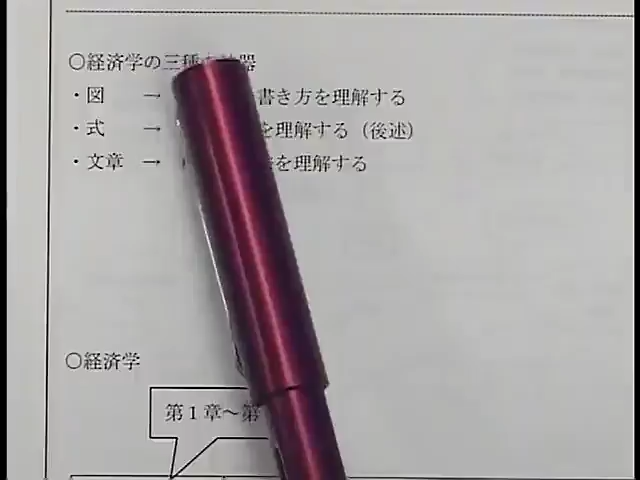 ○経済学の三種 器
・図 → 書き方を理解する
・式 → を理解する（後述）
・文章 → を理解する
○経済学
第１章～第